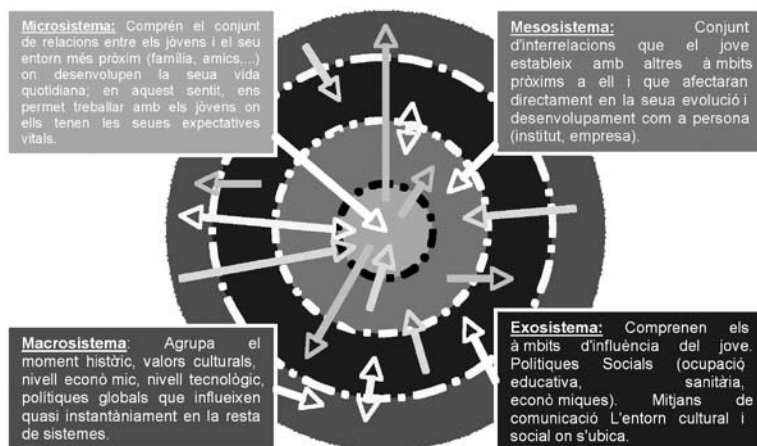 Microsistema: Comprén el conjunt
de relacions entre els jòvens i el seu
entorn més pròxim (família, amics,...)
on desenvolupen la seua vida
quotidiana; en aquest sentit, ens
permet treballar amb els jòvens on
ells tenen les seues expectatives
vitals.
Mesosistema: Conjunt
d'interrelacions que el jove
estableix amb altres à mbits
pròxims a ell i que afectaran
directament en la seua evolució i
desenvolupament com a persona
(institut, empresa).
Macrosistema: Agrupa el
moment històric, valors culturals,
nivell econò mic, nivell tecnològic,
polítiques globals que influeixen
quasi instantàniament en la resta
de sistemes.
Exosistema: Comprenen els
à mbits d'influència del jove.
Politiques Socials (ocupació
educativa, sanitària,
econò miques). Mitjans de
comunicació L'entorn cultural i
social on s'ubica.